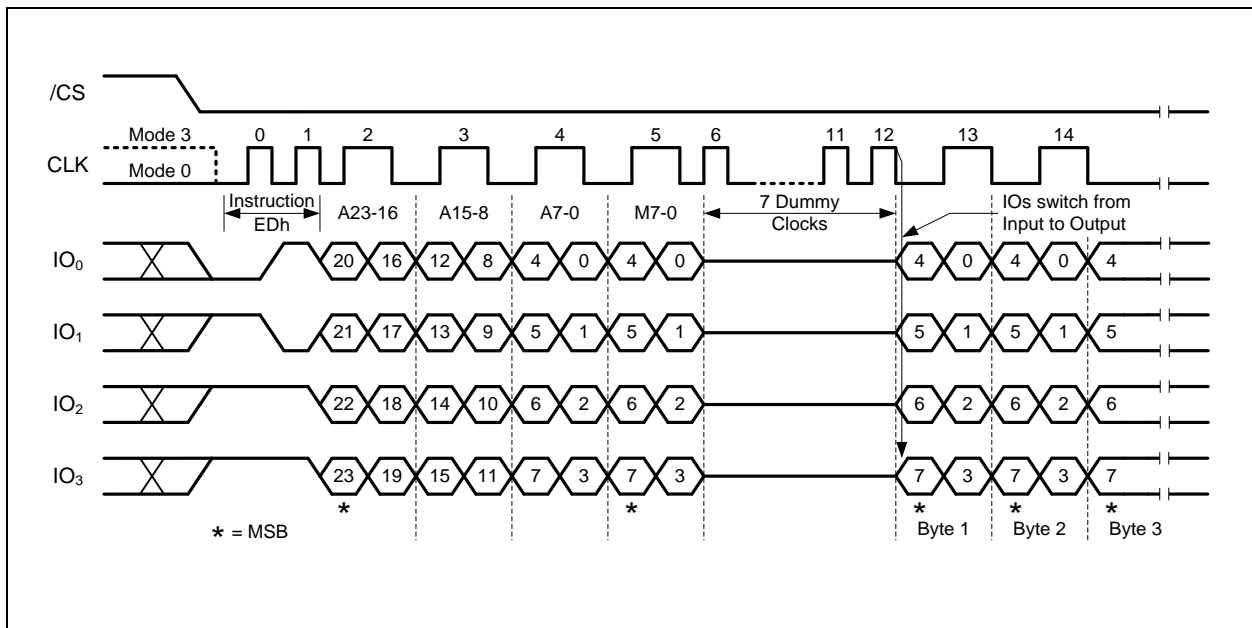 /CS
Mode 3 0 1 2 3 4 5 6 11 12 13 14
CLK
Mode 0
Instruction A23-16 A15-8 A7-0 M7-0 7 Dummy IOs switch from
EDh Clocks Input to Output
IO0 20 16 12 8 4 0 4 0 4 0 4 0 4
IO1 21 17 13 9 5 1 5 1 5 1 5 1 5
IO2 22 18 14 10 6 2 6 2 6 2 6 2 6
IO3 23 19 15 11 7 3 7 3 7 3 7 3 7
* * * * *
* = MSB Byte 1 Byte 2 Byte 3